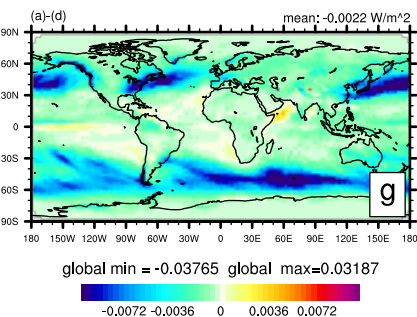 (a)-(d) mean: -0.0022 W/m^2
90N
60N
30N
0
30S
60S
90S
g
180 150W 120W 90W 60W 30W 0 30E 60E 90E 120E 150E 180
global min = -0.03765 global max=0.03187
-0.0072 -0.0036 0 0.0036 0.0072